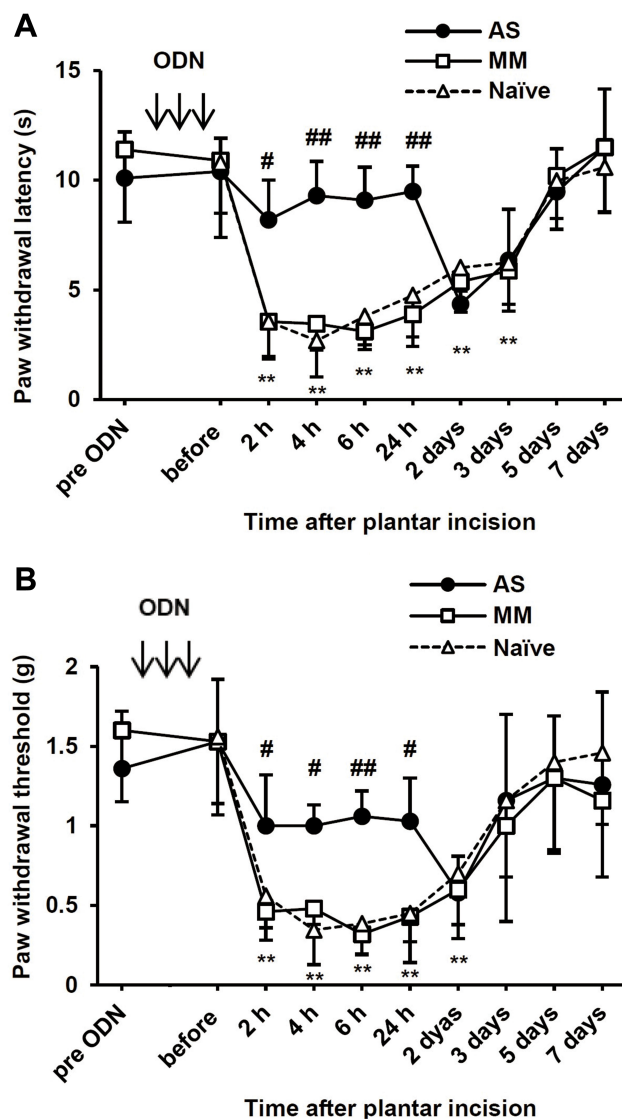 A
AS
MM
Naïve
ODN
Paw withdrawal latency (s)
15
10
5
0
#
##
##
##
**
**
**
**
**
**
pre ODN
before
2 h
4 h
6 h
24 h
2 days
3 days
5 days
7 days
Time after plantar incision
B
AS
MM
Naïve
ODN
Paw withdrawal threshold (g)
2
1.5
1
0.5
0
#
#
##
#
**
**
**
**
**
pre ODN
before
2 h
4 h
6 h
24 h
2 dyas
3 days
5 days
7 days
Time after plantar incision